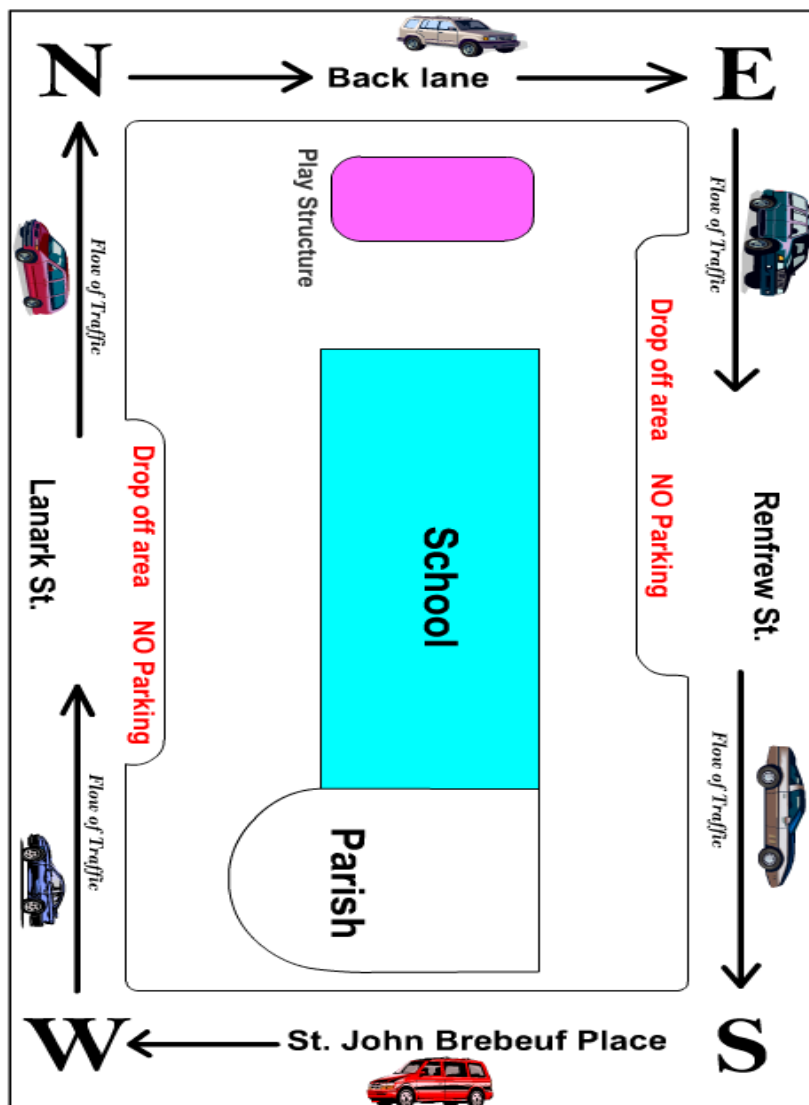 N
Back lane
E
Play Structure
Flow of Traffic
Flow of Traffic
Drop off area NO Parking
Drop off area NO Parking
Lanark St.
School
Renfrew St.
Flow of Traffic
Flow of Traffic
Parish
W
St. John Brebeuf Place
S